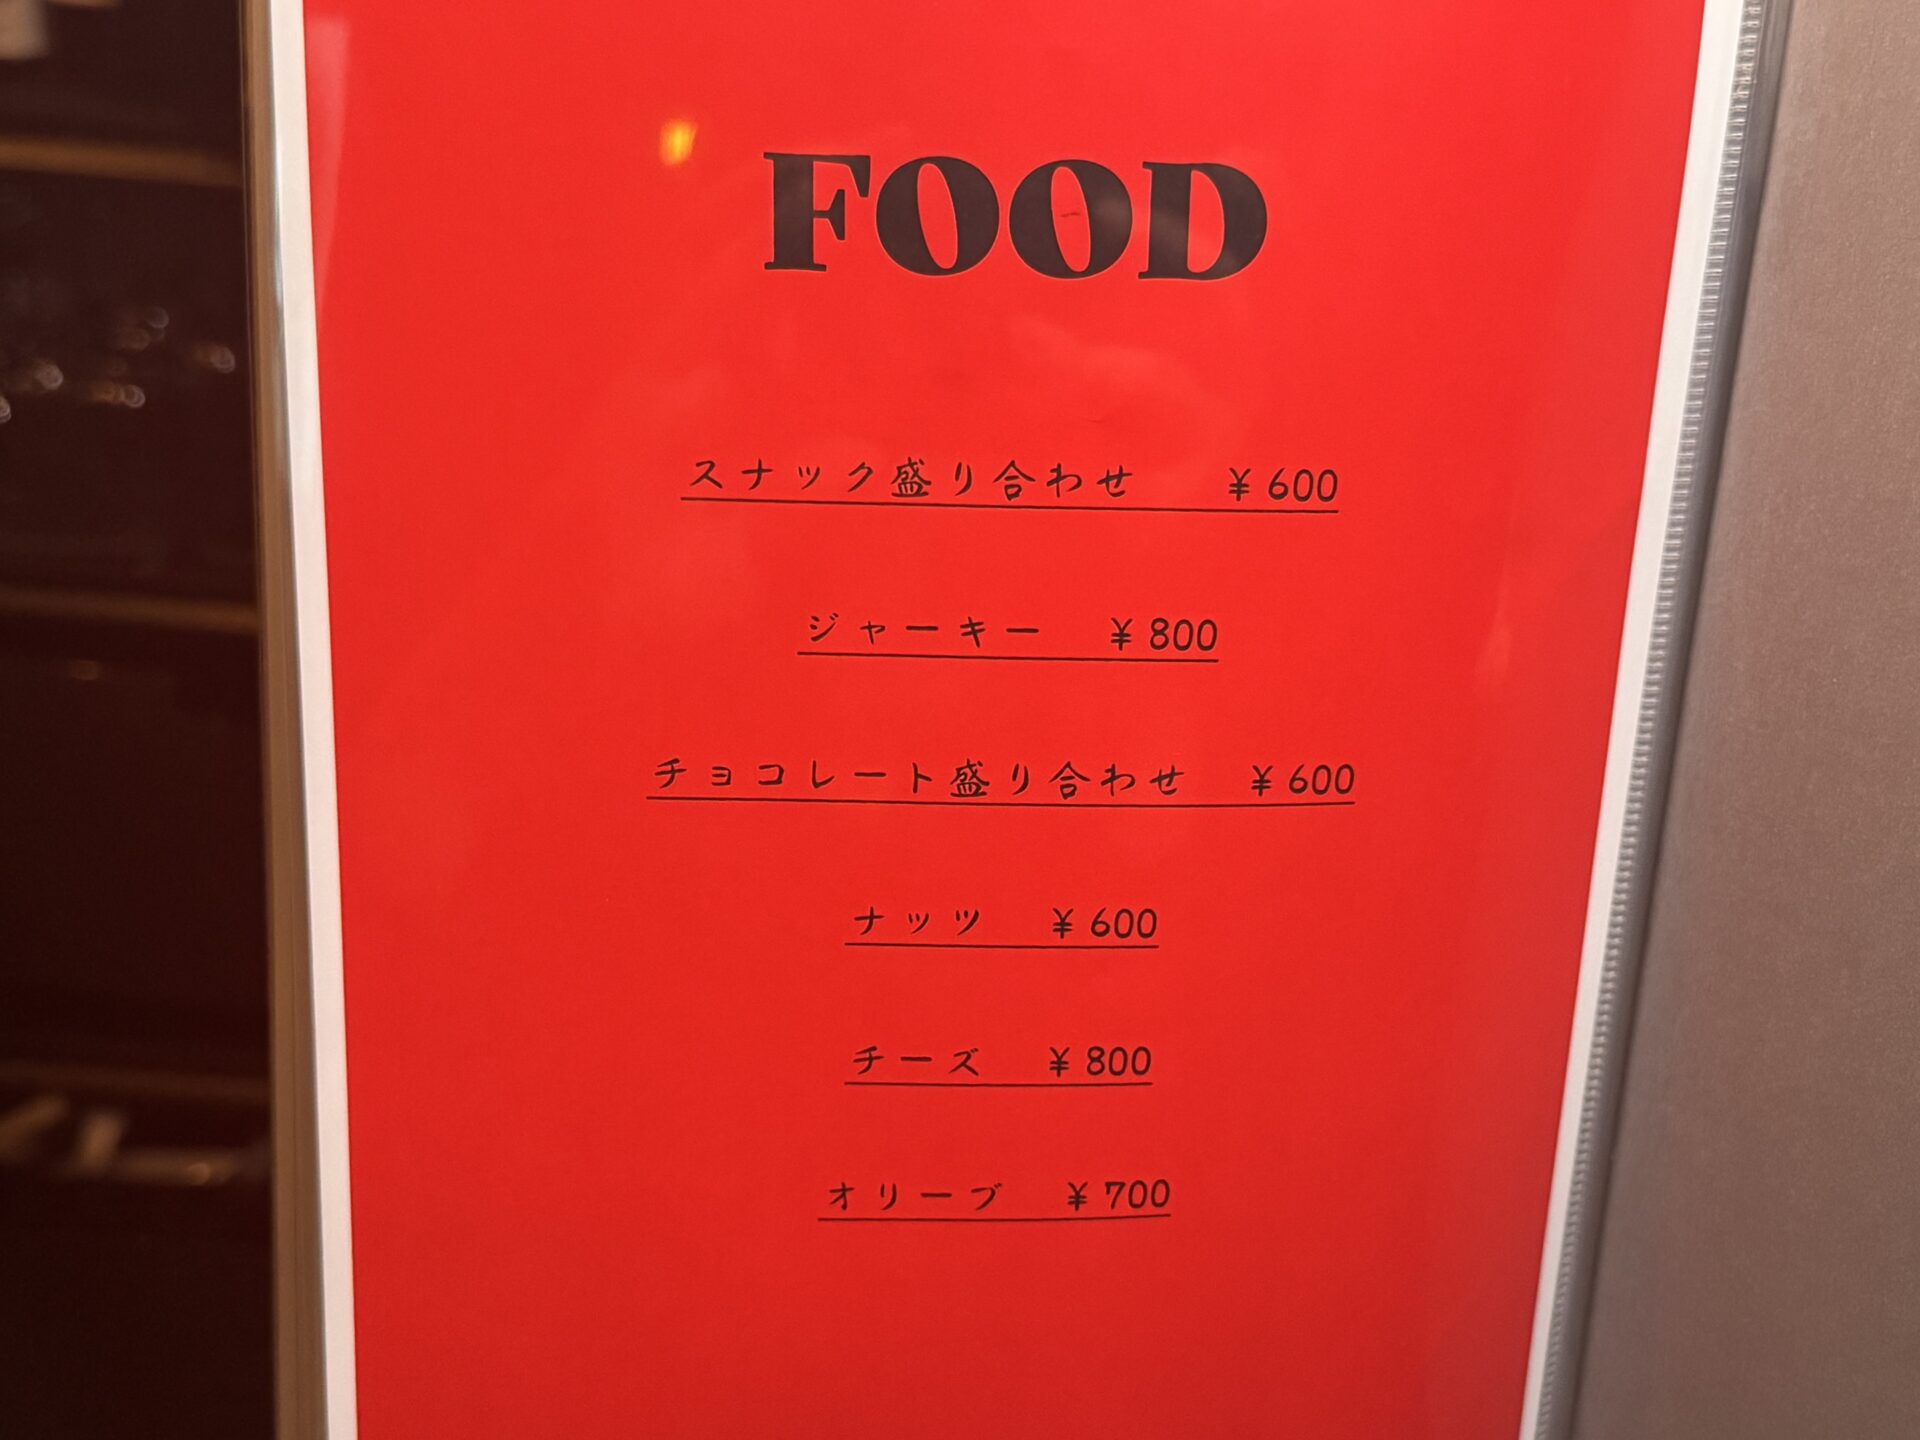 FOOD
スナック盛り合わせ ¥600
ジャーキー ¥800
チョコレート盛り合わせ ¥600
ナッツ ¥600
チーズ ¥800
オリーブ ¥700